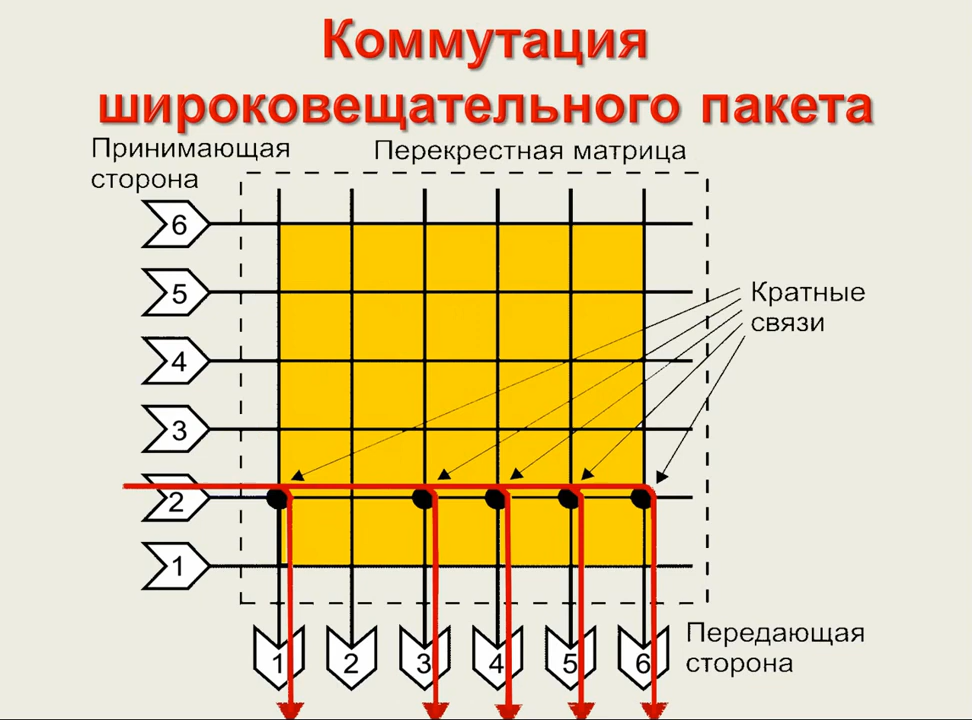 Коммутация
широковещательного пакета
Принимающая
сторона
Перекрестная матрица
6
5
4
3
2
1
Кратные
связи
1 2 3 4 5 6
Передающая
сторона